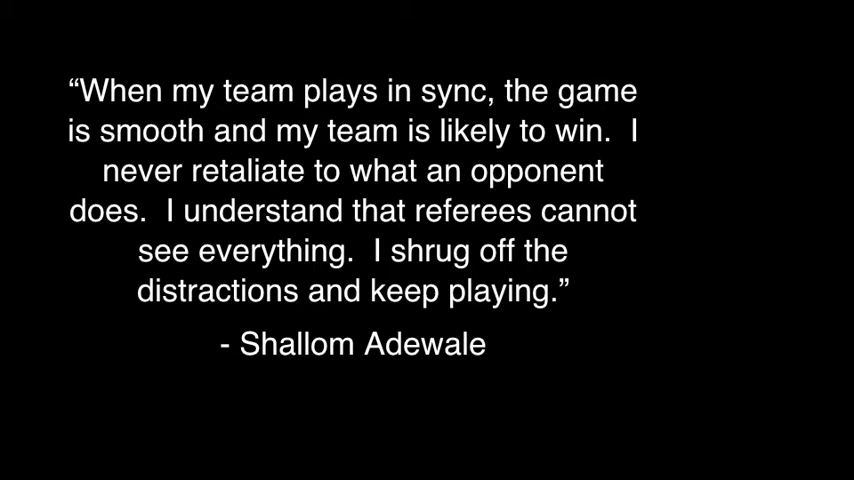 “When my team plays in sync, the game
is smooth and my team is likely to win.  I
never retaliate to what an opponent
does.  I understand that referees cannot
see everything.  I shrug off the
distractions and keep playing.”
- Shallom Adewale